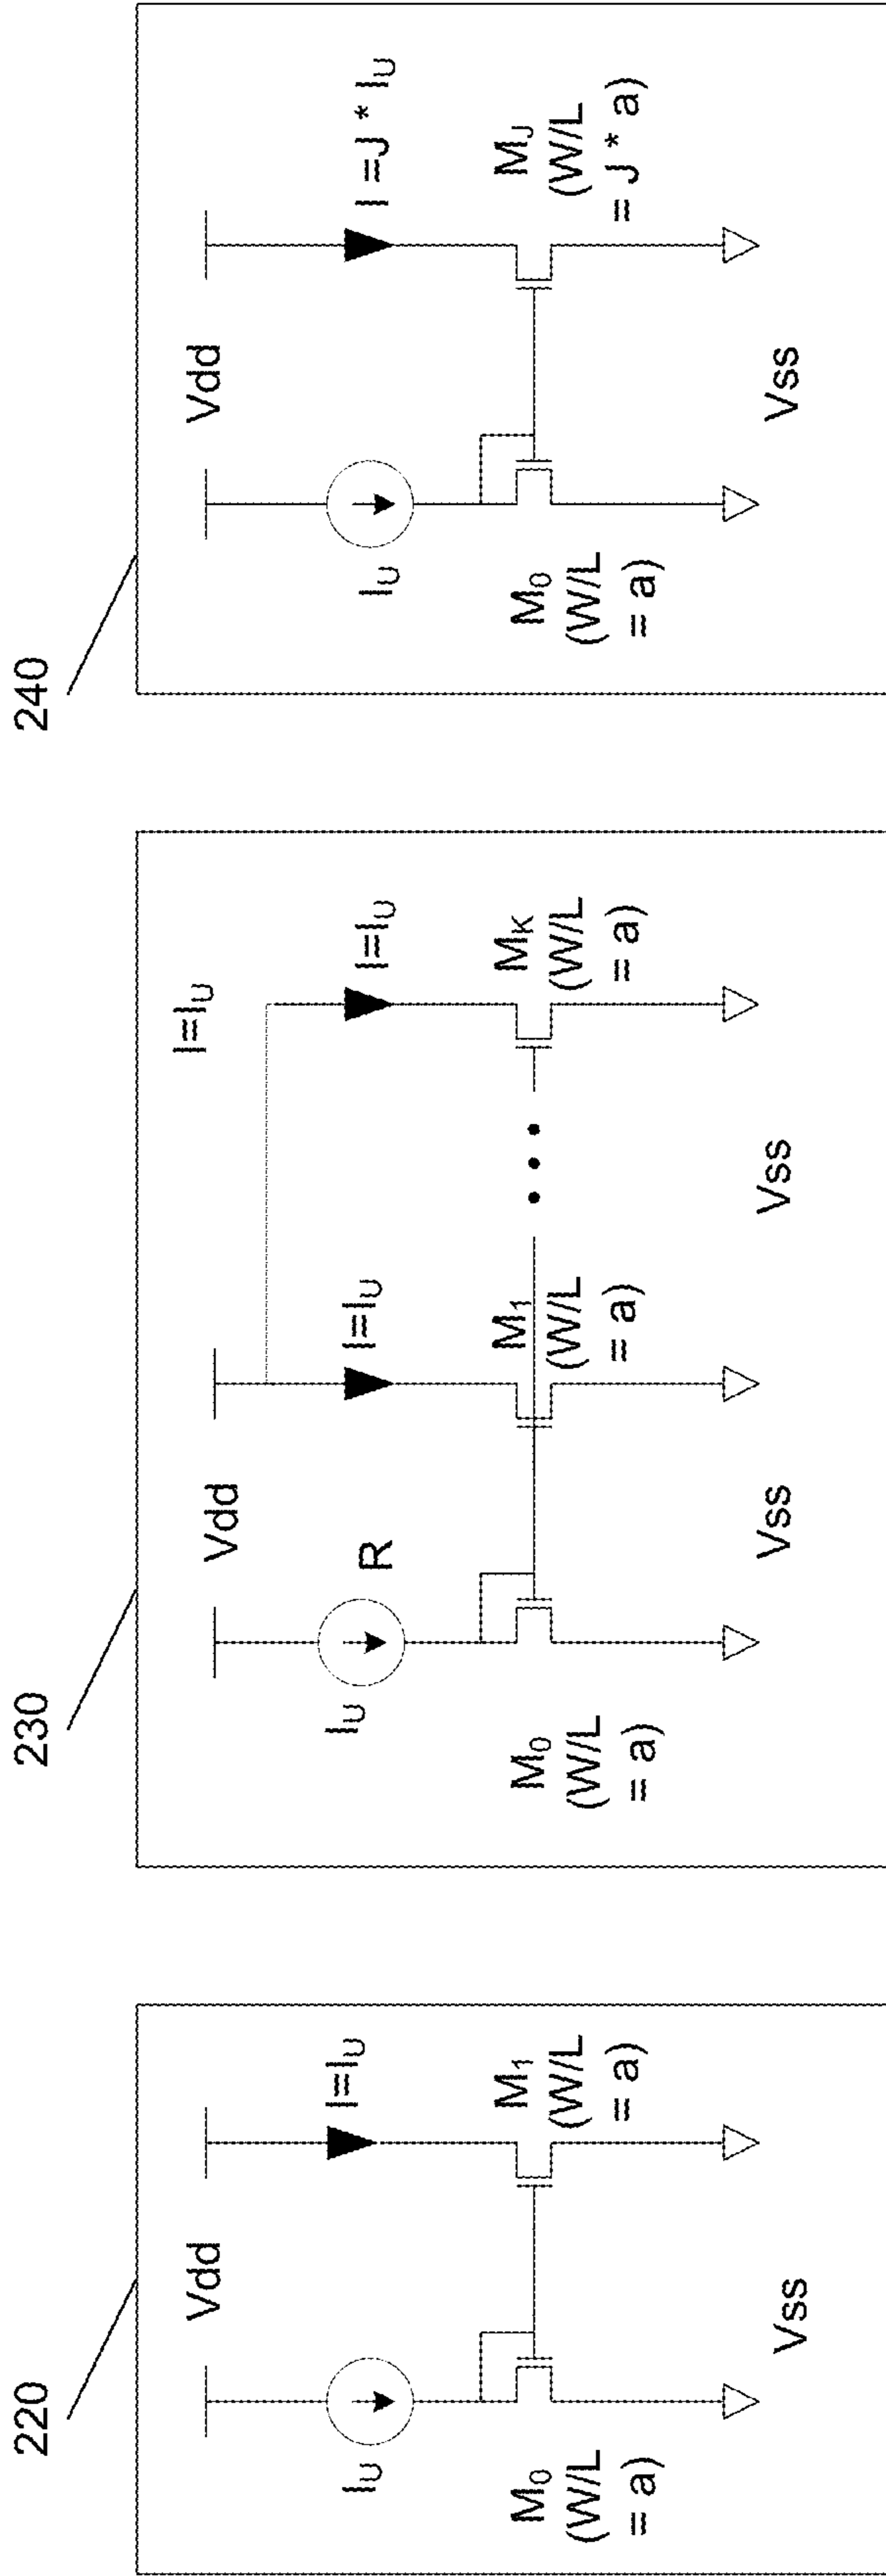 220
Vdd
I_U
I=I_U
M_0
(W/L
= a)
M_1
(W/L
= a)
Vss
230
I=I_U
Vdd
I_U
R
I=I_U
I=I_U
M_0
(W/L
= a)
M_1
(W/L
= a)
M_K
(W/L
= a)
Vss
Vss
240
Vdd
I_U
I =J * I_U
M_0
(W/L
= a)
M_J
(W/L
= J * a)
Vss